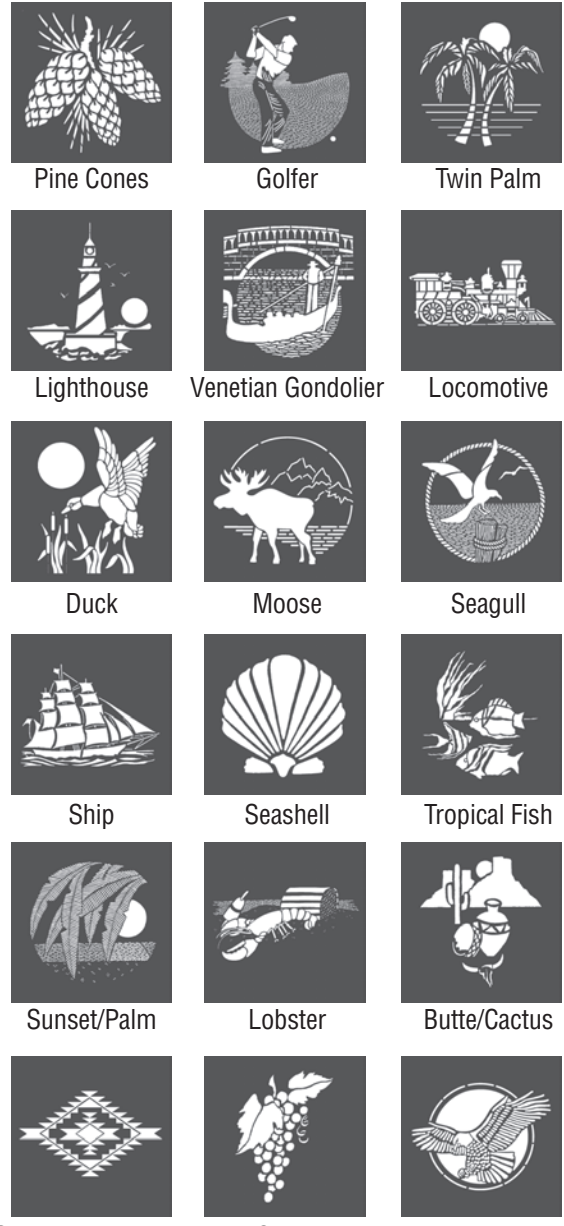 Pine Cones
Golfer
Twin Palm
Lighthouse
Venetian Gondolier
Locomotive
Duck
Moose
Seagull
Ship
Seashell
Tropical Fish
Sunset/Palm
Lobster
Butte/Cactus